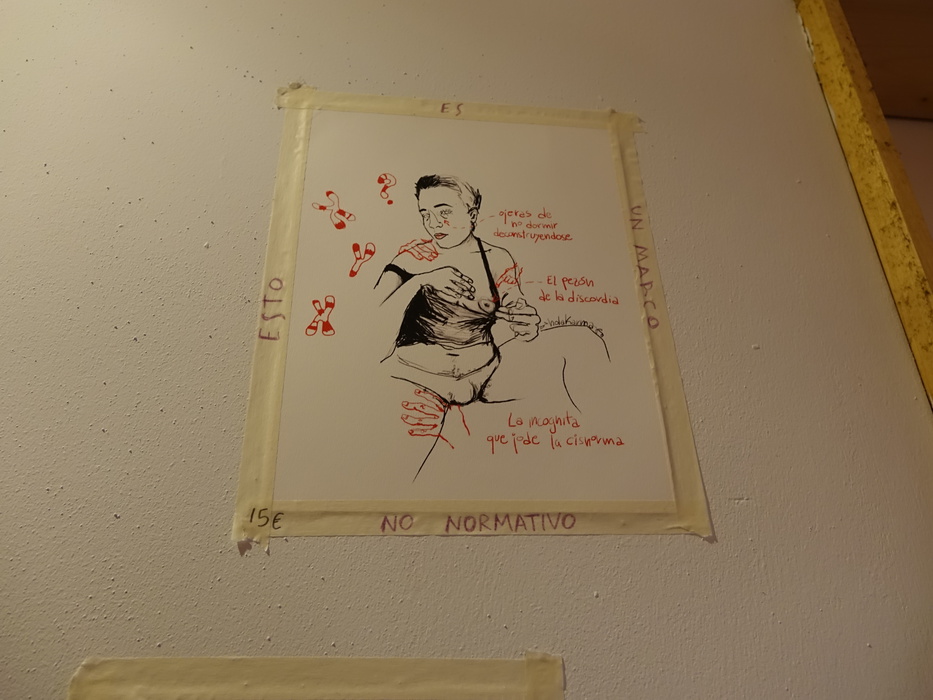 ES
ESTO
UN MARCO
?
ojeras de
no dormir
deconstruyendose
El pezón
de la discordia
La incognita
que jode la cisnorma
15€
NO NORMATIVO